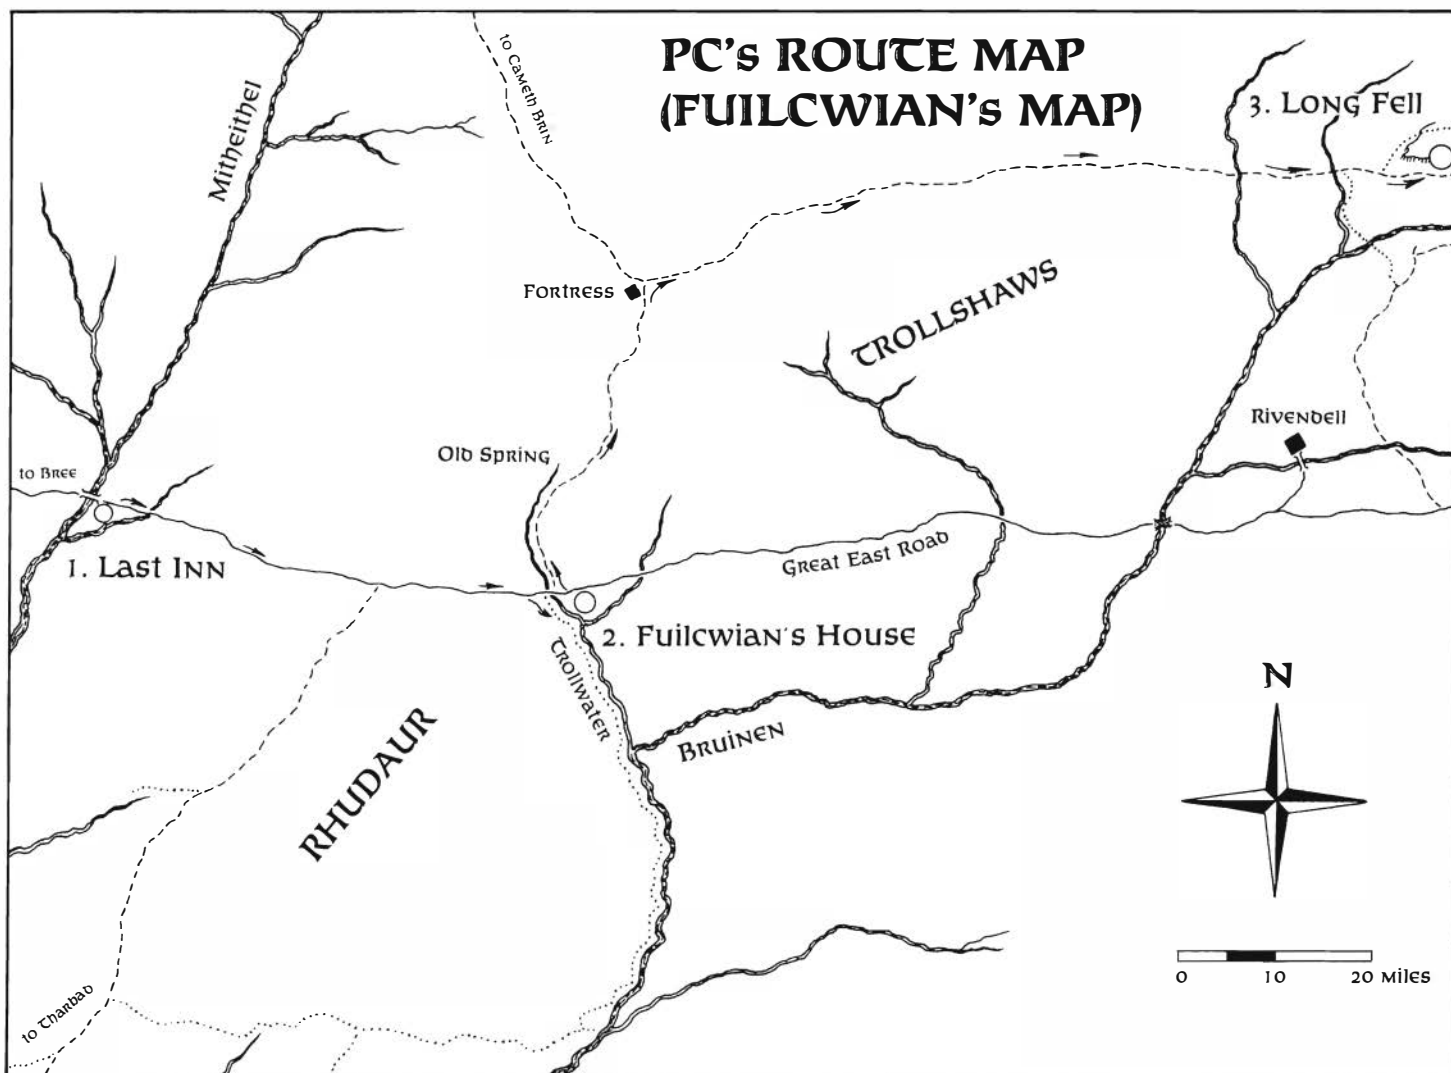 PC's ROUTE MAP
(FUILCWIAN's MAP)
to Cameth Brin
Mitheithel
3. Long Fell
Fortress
Trollshaws
Rivendell
Old Spring
to Bree
1. Last Inn
Great East Road
2. Fuilcwian's House
Trollwater
Bruinen
Rhudaur
N
0 10 20 Miles
to Tharbad